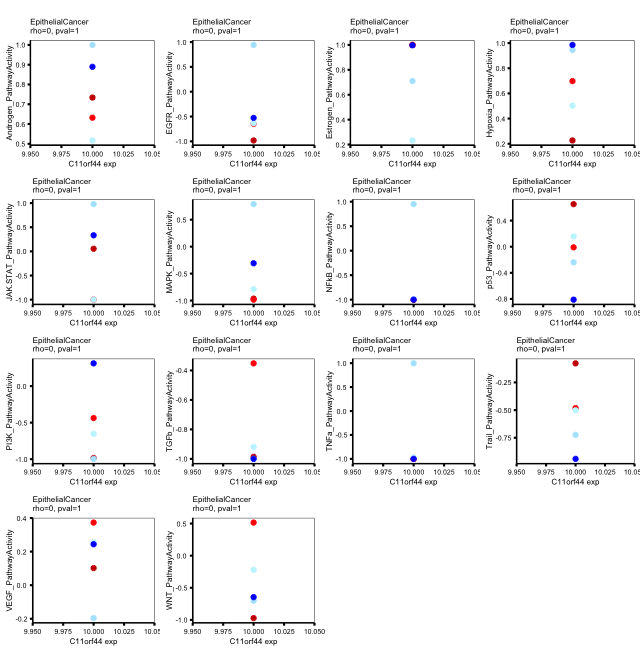 EpithelialCancer
rho=0, pval=1
Androgen_PathwayActivity
1.0
0.9
0.8
0.7
0.6
0.5
9.950 9.975 10.000 10.025 10.05
C11orf44 exp
EpithelialCancer
rho=0, pval=1
EGFR_PathwayActivity
1.0
0.5
0.0
-0.5
-1.0
9.950 9.975 10.000 10.025 10.05
C11orf44 exp
EpithelialCancer
rho=0, pval=1
Estrogen_PathwayActivity
1.0
0.8
0.6
0.4
0.2
9.950 9.975 10.000 10.025 10.05
C11orf44 exp
EpithelialCancer
rho=0, pval=1
Hypoxia_PathwayActivity
1.0
0.8
0.6
0.4
0.2
9.950 9.975 10.000 10.025 10.05
C11orf44 exp
EpithelialCancer
rho=0, pval=1
JAK-STAT_PathwayActivity
1.0
0.5
0.0
-0.5
-1.0
9.950 9.975 10.000 10.025 10.05
C11orf44 exp
EpithelialCancer
rho=0, pval=1
MAPK_PathwayActivity
0.5
0.0
-0.5
-1.0
9.950 9.975 10.000 10.025 10.05
C11orf44 exp
EpithelialCancer
rho=0, pval=1
NFkB_PathwayActivity
1.0
0.5
0.0
-0.5
-1.0
9.950 9.975 10.000 10.025 10.05
C11orf44 exp
EpithelialCancer
rho=0, pval=1
p53_PathwayActivity
0.4
0.0
-0.4
-0.8
9.950 9.975 10.000 10.025 10.05
C11orf44 exp
EpithelialCancer
rho=0, pval=1
PI3K_PathwayActivity
0.0
-0.5
-1.0
9.950 9.975 10.000 10.025 10.05
C11orf44 exp
EpithelialCancer
rho=0, pval=1
TGFb_PathwayActivity
-0.4
-0.6
-0.8
-1.0
9.950 9.975 10.000 10.025 10.05
C11orf44 exp
EpithelialCancer
rho=0, pval=1
TNFa_PathwayActivity
1.0
0.5
0.0
-0.5
-1.0
9.950 9.975 10.000 10.025 10.05
C11orf44 exp
EpithelialCancer
rho=0, pval=1
Trail_PathwayActivity
-0.25
-0.50
-0.75
9.950 9.975 10.000 10.025 10.05
C11orf44 exp
EpithelialCancer
rho=0, pval=1
VEGF_PathwayActivity
0.4
0.2
0.0
-0.2
9.950 9.975 10.000 10.025 10.05
C11orf44 exp
EpithelialCancer
rho=0, pval=1
WNT_PathwayActivity
0.5
0.0
-0.5
-1.0
9.950 9.975 10.000 10.025 10.050
C11orf44 exp